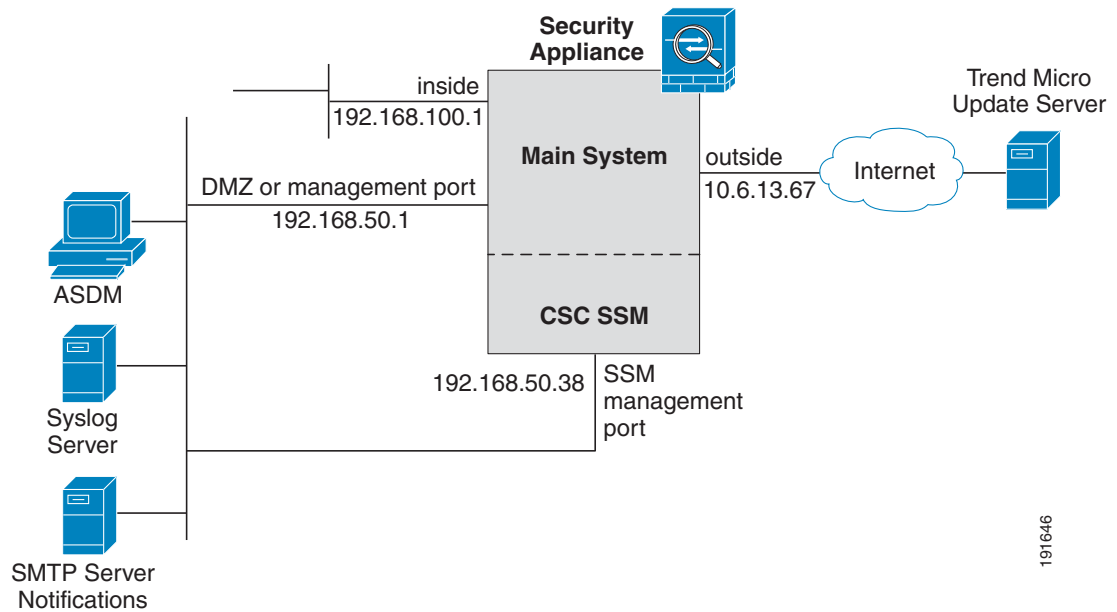 Security
Appliance
inside
192.168.100.1
Trend Micro
Update Server
Main System
outside
10.6.13.67
Internet
DMZ or management port
192.168.50.1
ASDM
CSC SSM
192.168.50.38
SSM
management
port
Syslog
Server
SMTP Server
Notifications
191646